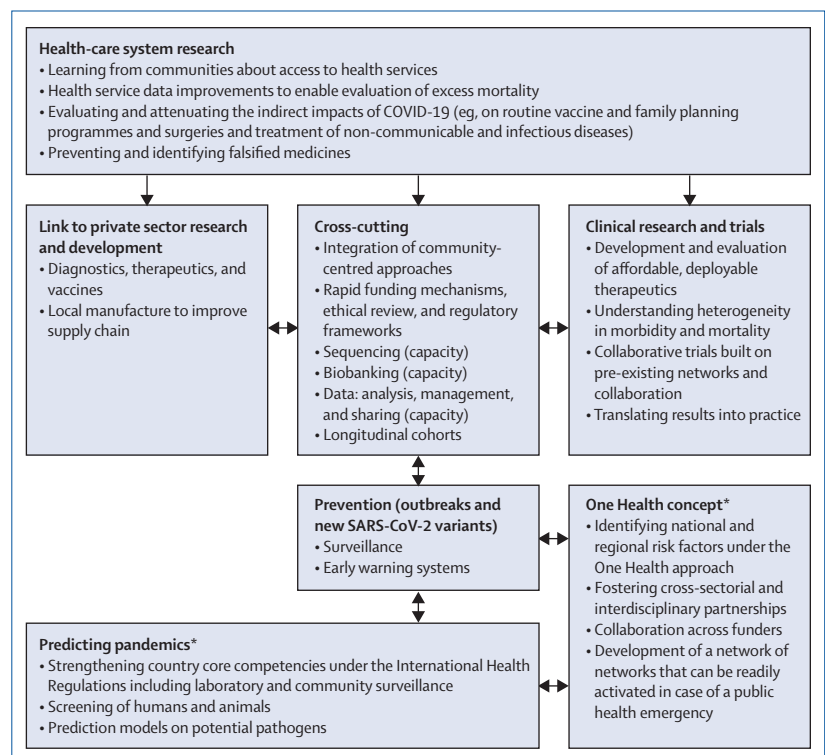 Health-care system research
• Learning from communities about access to health services
• Health service data improvements to enable evaluation of excess mortality
• Evaluating and attenuating the indirect impacts of COVID-19 (eg, on routine vaccine and family planning
programmes and surgeries and treatment of non-communicable and infectious diseases)
• Preventing and identifying falsified medicines
Link to private sector research
and development
• Diagnostics, therapeutics, and
vaccines
• Local manufacture to improve
supply chain
Cross-cutting
• Integration of community-
centred approaches
• Rapid funding mechanisms,
ethical review, and regulatory
frameworks
• Sequencing (capacity)
• Biobanking (capacity)
• Data: analysis, management,
and sharing (capacity)
• Longitudinal cohorts
Clinical research and trials
• Development and evaluation
of affordable, deployable
therapeutics
• Understanding heterogeneity
in morbidity and mortality
• Collaborative trials built on
pre-existing networks and
collaboration
• Translating results into practice
Prevention (outbreaks and
new SARS-CoV-2 variants)
• Surveillance
• Early warning systems
One Health concept*
• Identifying national and
regional risk factors under the
One Health approach
• Fostering cross-sectorial and
interdisciplinary partnerships
• Collaboration across funders
• Development of a network of
networks that can be readily
activated in case of a public
health emergency
Predicting pandemics*
• Strengthening country core competencies under the International Health
Regulations including laboratory and community surveillance
• Screening of humans and animals
• Prediction models on potential pathogens